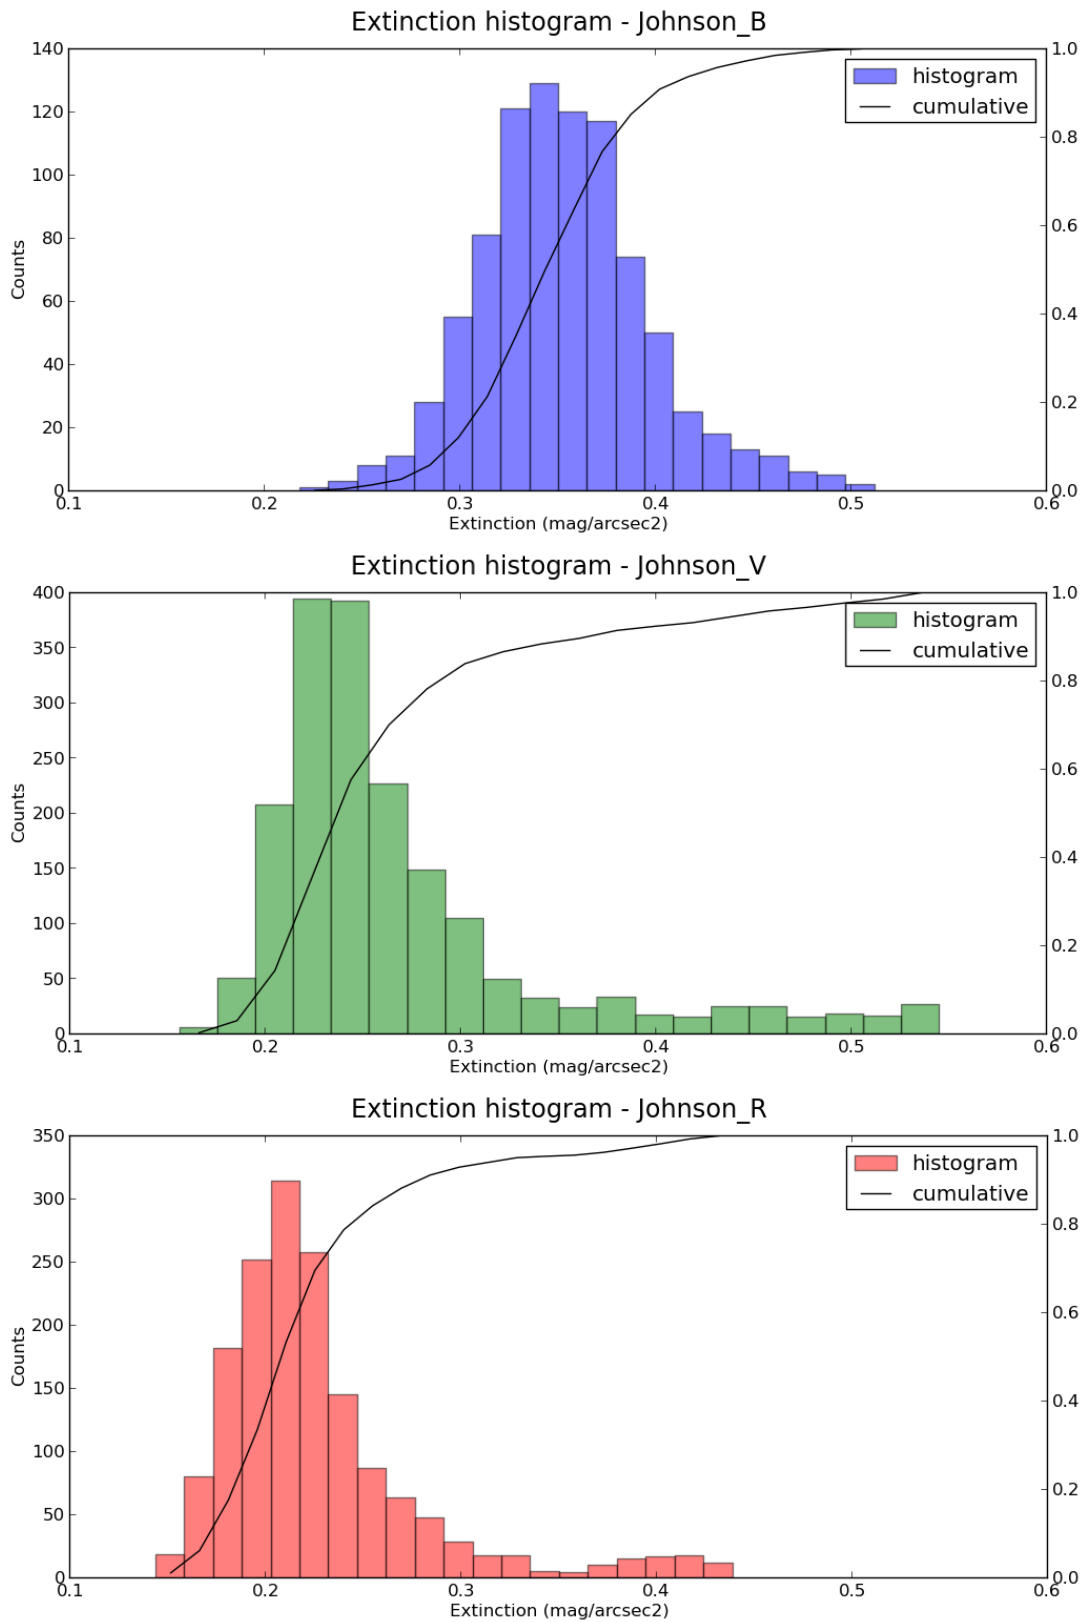 Extinction histogram - Johnson_B
140
120
100
80
60
40
20
0
Counts
histogram
cumulative
1.0
0.8
0.6
0.4
0.2
0.0
0.1 0.2 0.3 0.4 0.5 0.6
Extinction (mag/arcsec2)
Extinction histogram - Johnson_V
400
350
300
250
200
150
100
50
0
Counts
histogram
cumulative
1.0
0.8
0.6
0.4
0.2
0.0
0.1 0.2 0.3 0.4 0.5 0.6
Extinction (mag/arcsec2)
Extinction histogram - Johnson_R
350
300
250
200
150
100
50
0
Counts
histogram
cumulative
1.0
0.8
0.6
0.4
0.2
0.0
0.1 0.2 0.3 0.4 0.5 0.6
Extinction (mag/arcsec2)